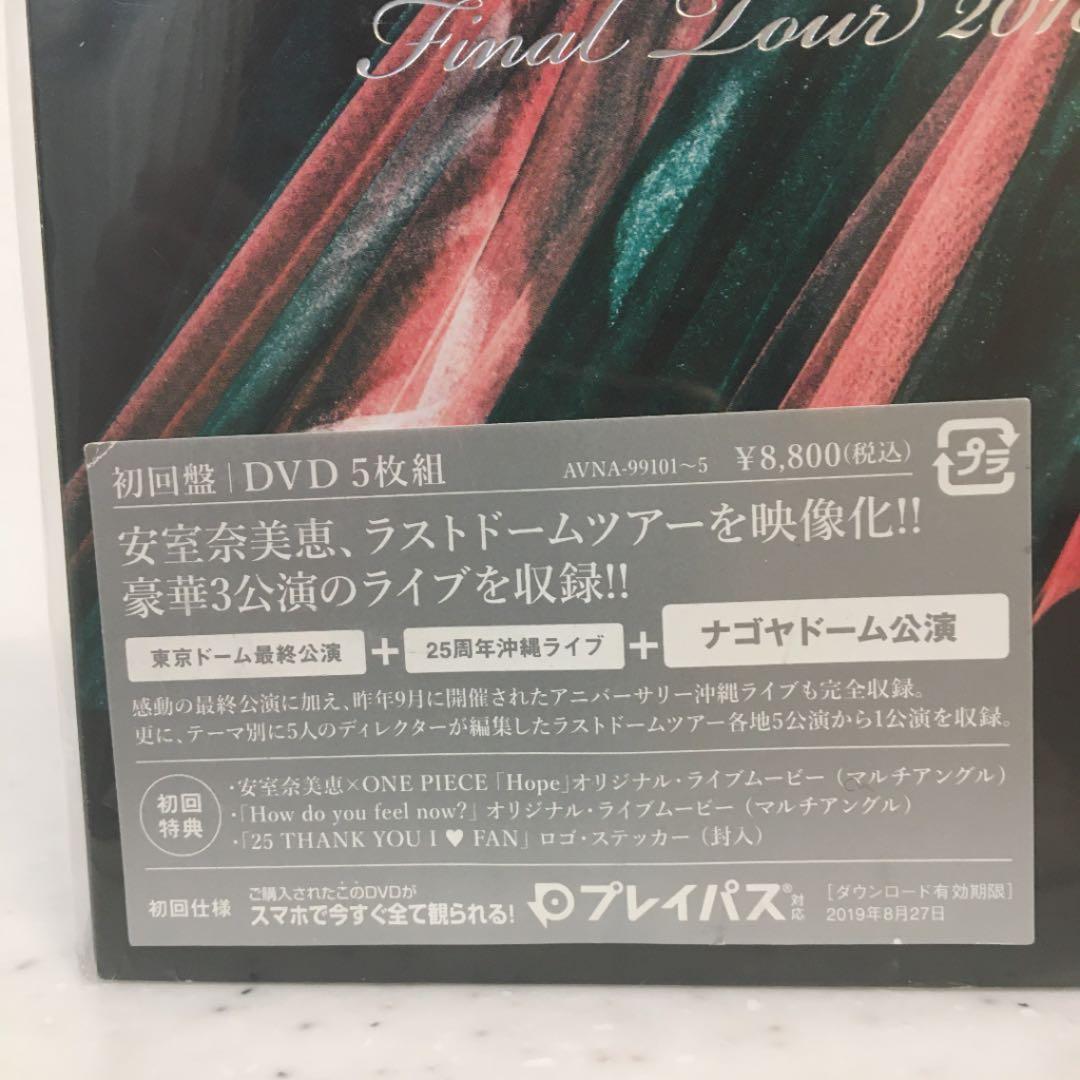 Final Tour 2018
初回盤 | DVD 5枚組 AVNA-99101～5 ¥8,800(税込)
プラ
安室奈美恵、ラストドームツアーを映像化!!
豪華3公演のライブを収録!!
東京ドーム最終公演 + 25周年沖縄ライブ + ナゴヤドーム公演
感動の最終公演に加え、昨年9月に開催されたアニバーサリー沖縄ライブも完全収録。
更に、テーマ別に5人のディレクターが編集したラストドームツアー各地5公演から1公演を収録。
初回特典
・安室奈美恵×ONE PIECE「Hope」オリジナル・ライブムービー（マルチアングル）
・「How do you feel now?」オリジナル・ライブムービー（マルチアングル）
・「25 THANK YOU I ♥ FAN」ロゴ・ステッカー（封入）
初回仕様 ご購入されたこのDVDが
スマホで今すぐ全て観られる! プレイパス®対応
[ダウンロード有効期限]
2019年8月27日